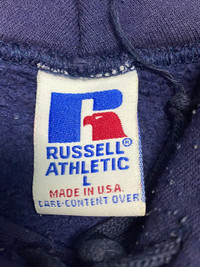 RUSSELL
ATHLETIC®
L
MADE IN U.S.A.
CARE-CONTENT OVER